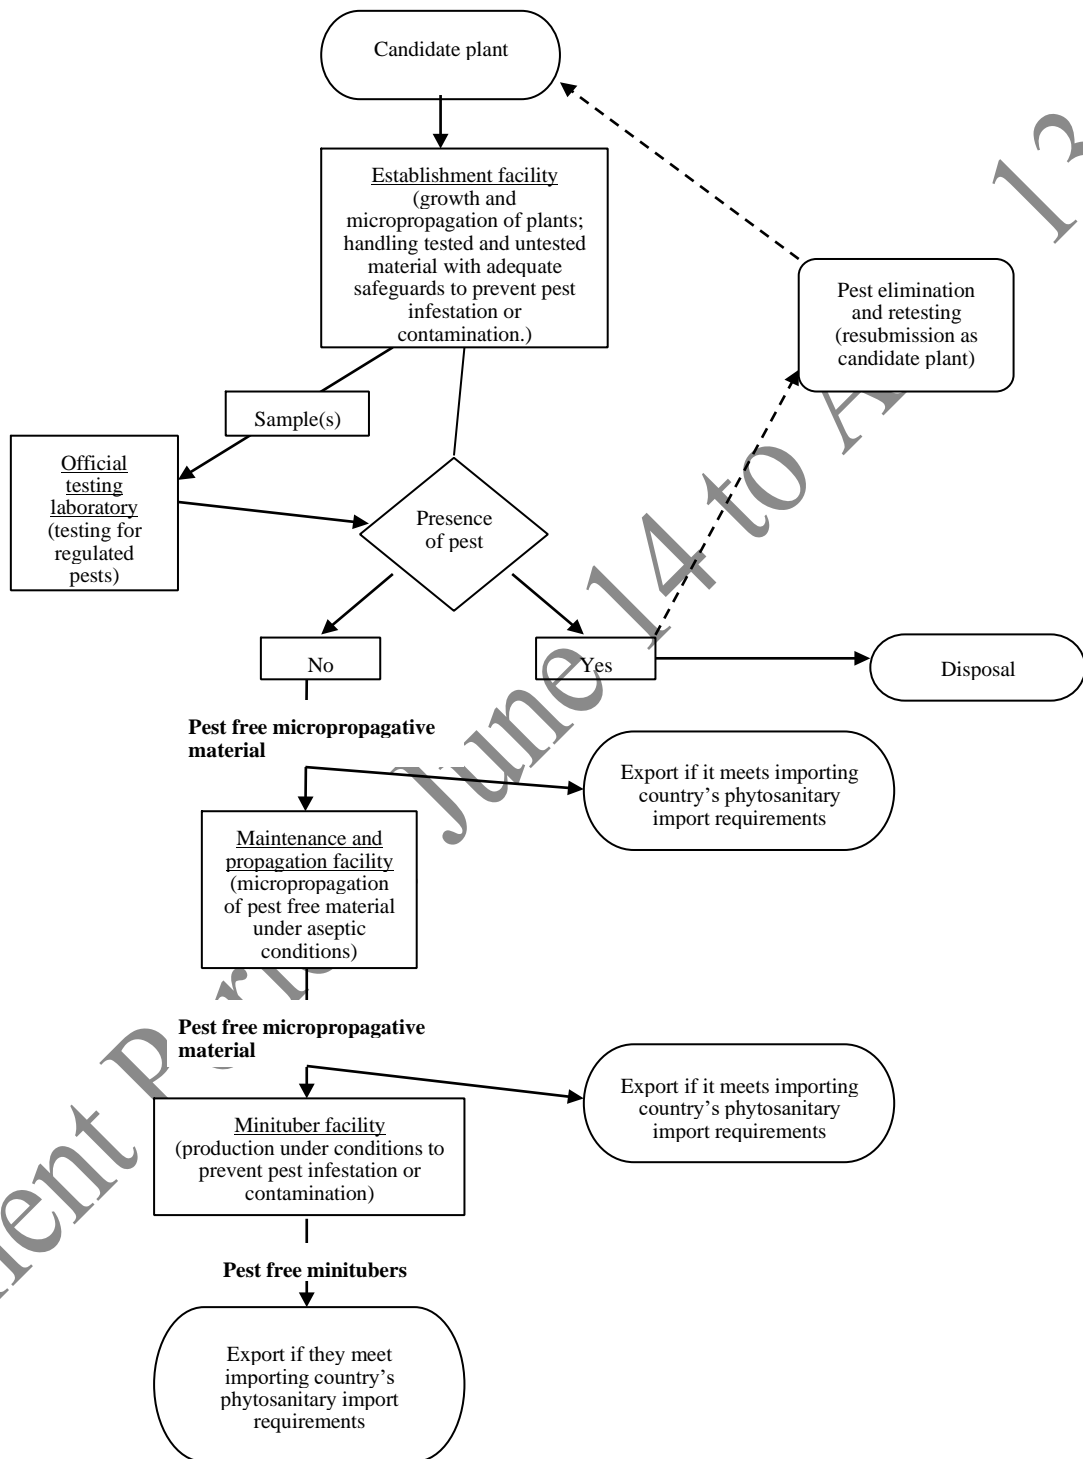 Candidate plant
Establishment facility
(growth and
micropropagation of plants;
handling tested and untested
material with adequate
safeguards to prevent pest
infestation or
contamination.)
Pest elimination
and retesting
(resubmission as
candidate plant)
Sample(s)
Official
testing
laboratory
(testing for
regulated
pests)
Presence
of pest
No
Yes
Disposal
Pest free micropropagative
material
Export if it meets importing
country’s phytosanitary
import requirements
Maintenance and
propagation facility
(micropropagation
of pest free material
under aseptic
conditions)
Pest free micropropagative
material
Export if it meets importing
country’s phytosanitary
import requirements
Minituber facility
(production under conditions to
prevent pest infestation or
contamination)
Pest free minitubers
Export if they meet
importing country’s
phytosanitary import
requirements
June 14 to